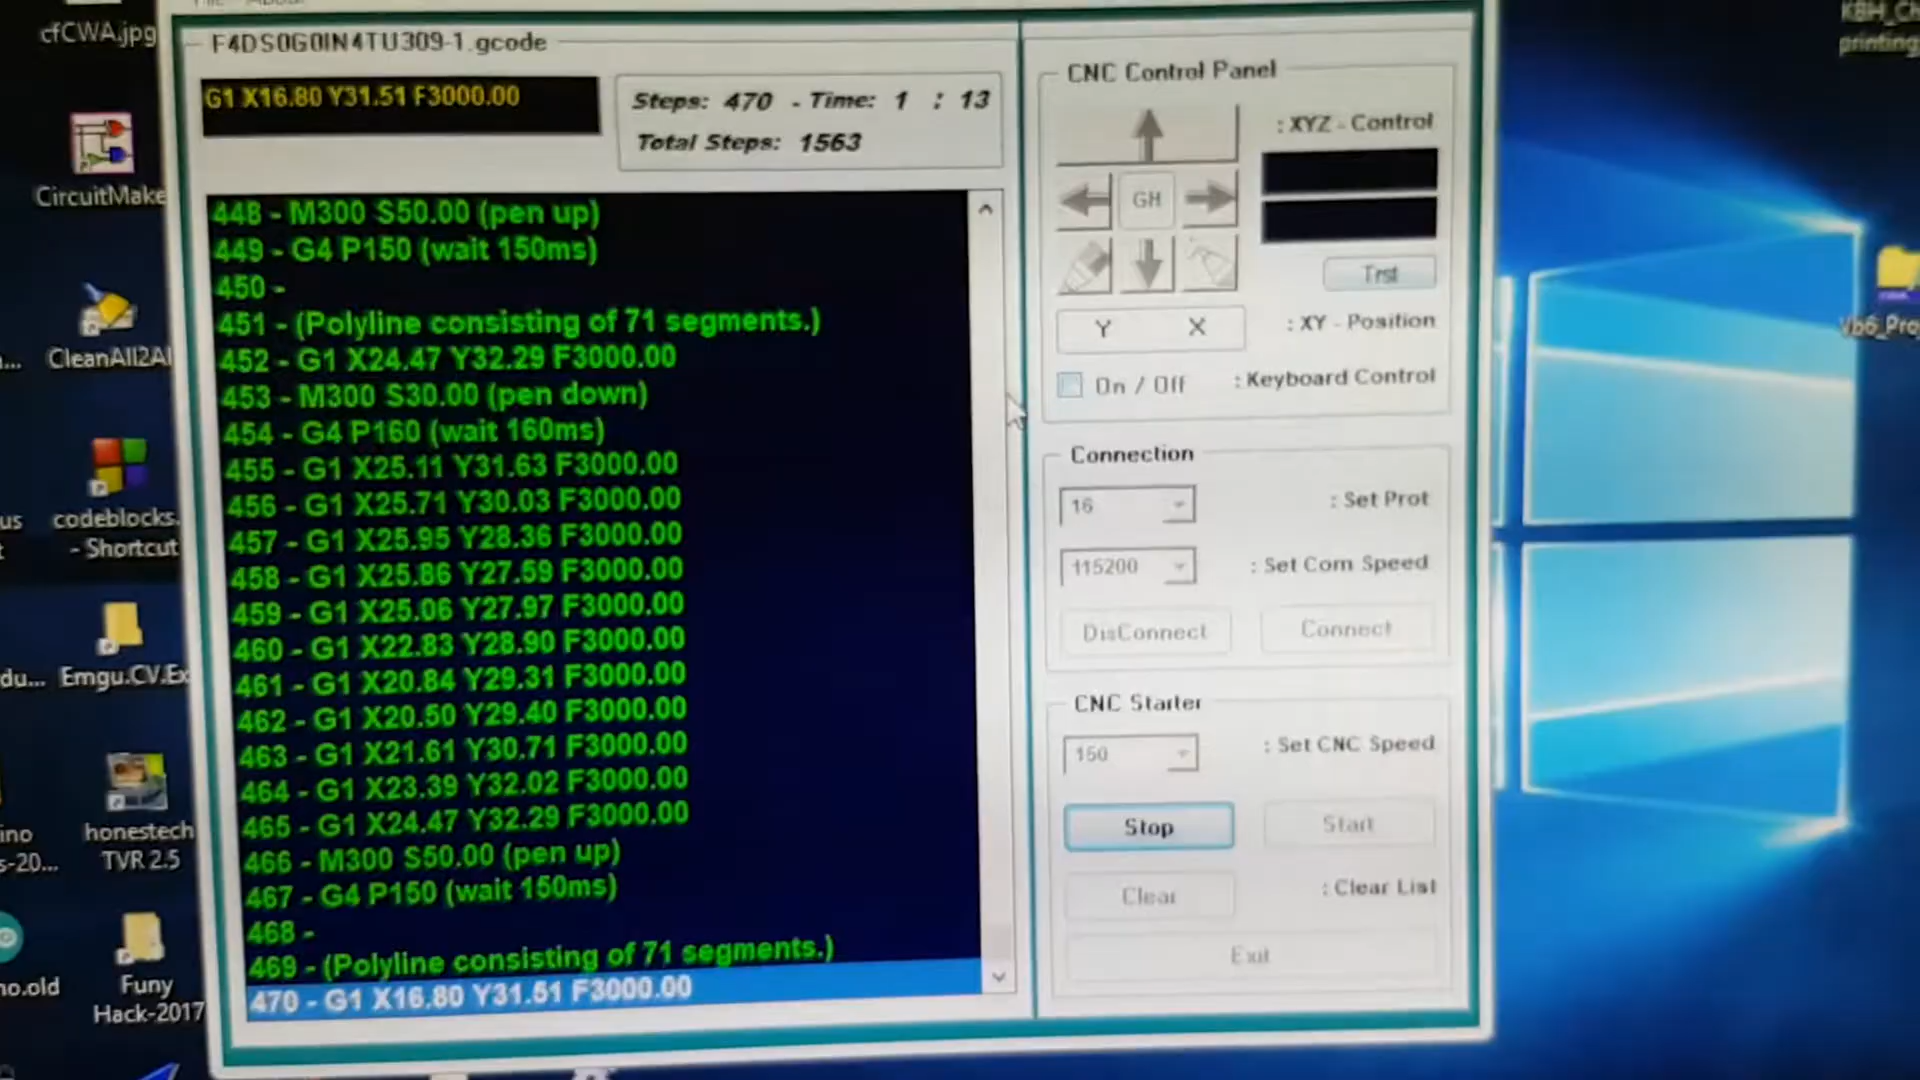 cfCWA.jpg
CircuitMake
CleanAll2Al
codeblocks.
- Shortcut
Emgu.CV.Ex
du...
honestech
TVR 2.5
ino
s-20...
no.old
Funy
Hack-2017
F4DS0G0IN4TU309-1.gcode
G1 X16.80 Y31.51 F3000.00
Steps: 470 - Time: 1 : 13
Total Steps: 1563
448 - M300 S50.00 (pen up)
449 - G4 P150 (wait 150ms)
450 -
451 - (Polyline consisting of 71 segments.)
452 - G1 X24.47 Y32.29 F3000.00
453 - M300 S30.00 (pen down)
454 - G4 P160 (wait 160ms)
455 - G1 X25.11 Y31.63 F3000.00
456 - G1 X25.71 Y30.03 F3000.00
457 - G1 X25.95 Y28.36 F3000.00
458 - G1 X25.86 Y27.59 F3000.00
459 - G1 X25.06 Y27.97 F3000.00
460 - G1 X22.83 Y28.90 F3000.00
461 - G1 X20.84 Y29.31 F3000.00
462 - G1 X20.50 Y29.40 F3000.00
463 - G1 X21.61 Y30.71 F3000.00
464 - G1 X23.39 Y32.02 F3000.00
465 - G1 X24.47 Y32.29 F3000.00
466 - M300 S50.00 (pen up)
467 - G4 P150 (wait 150ms)
468 -
469 - (Polyline consisting of 71 segments.)
470 - G1 X16.80 Y31.51 F3000.00
CNC Control Panel
: XYZ - Control
GH
Trst
Y X : XY - Position
On / Off : Keyboard Control
Connection
16 : Set Prot
115200 : Set Com Speed
DisConnect Connect
CNC Starter
150 : Set CNC Speed
Stop Start
Clear : Clear List
Exit
KBH_Ch
printing
Vb6_Pro